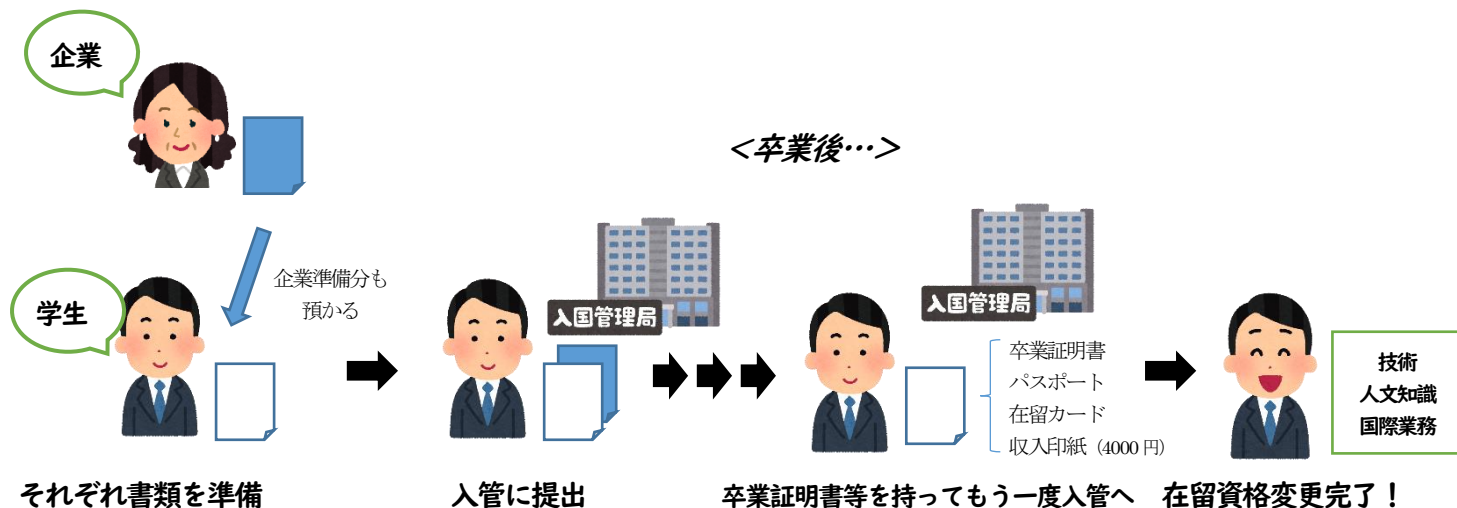 企業
<卒業後…>
企業準備分も
預かる
学生
入国管理局
入国管理局
卒業証明書
パスポート
在留カード
収入印紙(4000円)
技術
人文知識
国際業務
それぞれ書類を準備
入管に提出
卒業証明書等を持ってもう一度入管へ
在留資格変更完了!